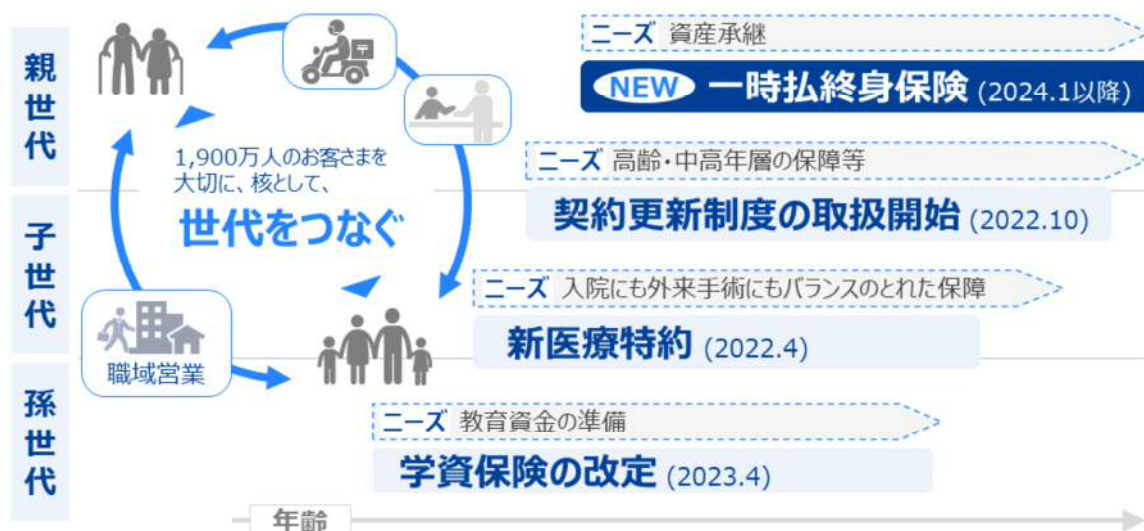 親世代
ニーズ 資産承継
NEW 一時払終身保険 (2024.1以降)
1,900万人のお客さまを
大切に、核として、
世代をつなぐ
ニーズ 高齢・中高年層の保障等
契約更新制度の取扱開始 (2022.10)
子世代
ニーズ 入院にも外来手術にもバランスのとれた保障
新医療特約 (2022.4)
職域営業
孫世代
ニーズ 教育資金の準備
学資保険の改定 (2023.4)
年齢